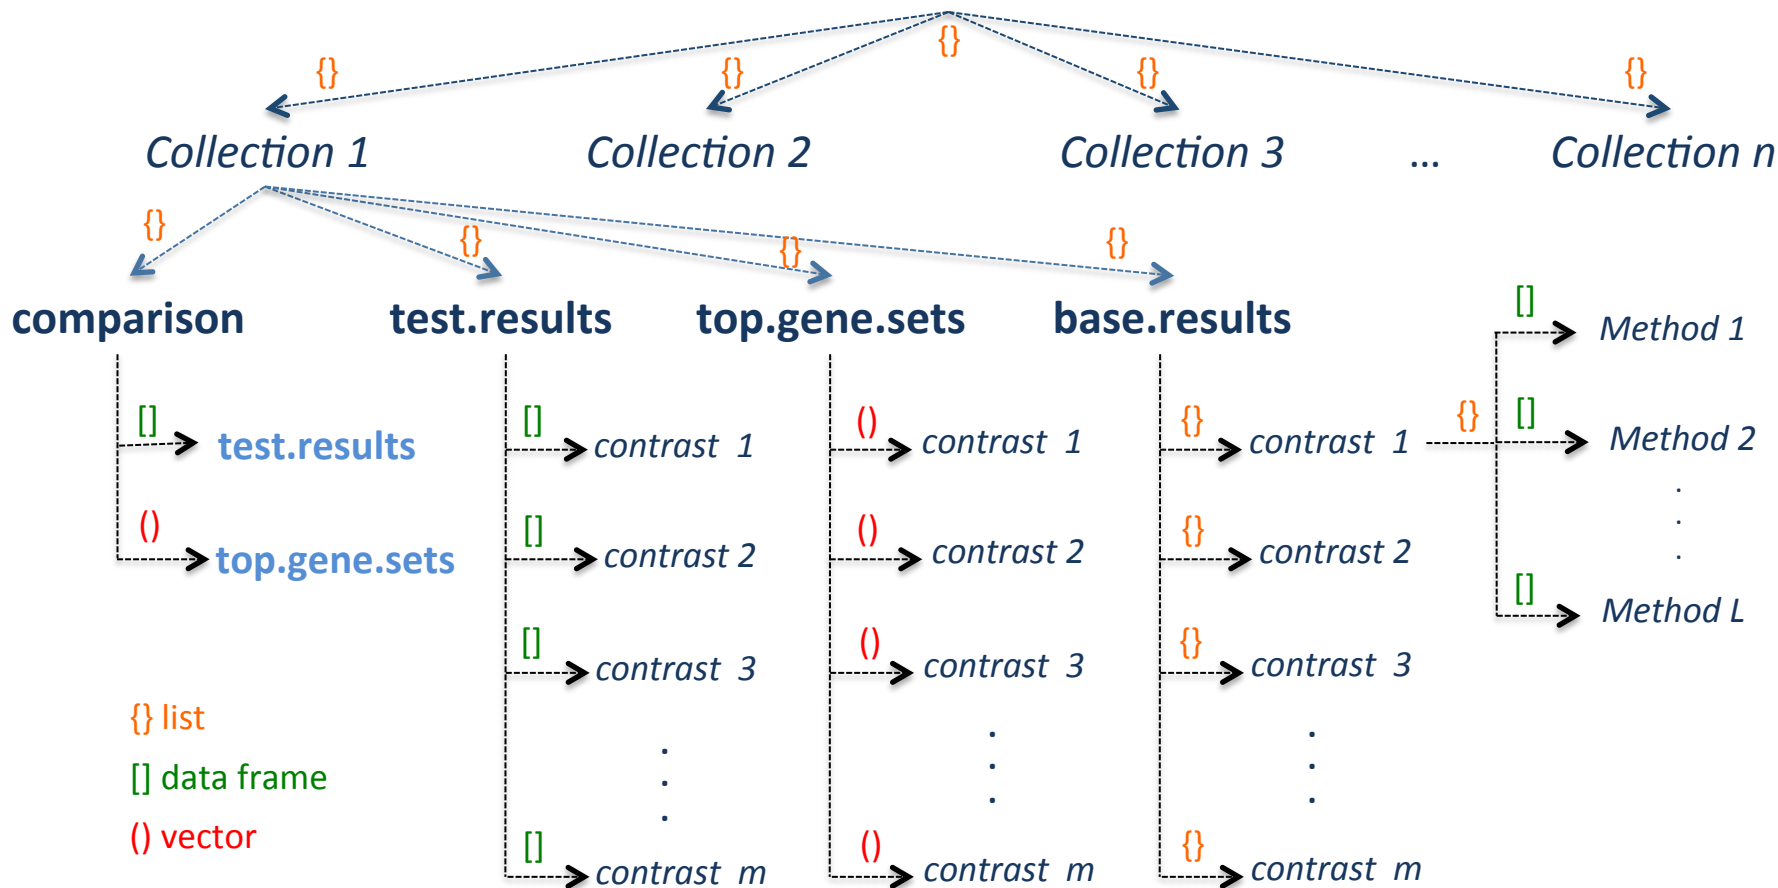 {}
{} {} {} {}
Collection 1 Collection 2 Collection 3 ... Collection n
{} {} {} {}
comparison test.results top.gene.sets base.results
[] Method 1
[] test.results
() top.gene.sets
[] contrast 1
[] contrast 2
[] contrast 3
.
.
.
[] contrast m
() contrast 1
() contrast 2
() contrast 3
.
.
.
() contrast m
{} contrast 1 {}
{} contrast 2
{} contrast 3
.
.
.
{} contrast m
[] Method 2
.
.
.
[] Method L
{} list
[] data frame
() vector